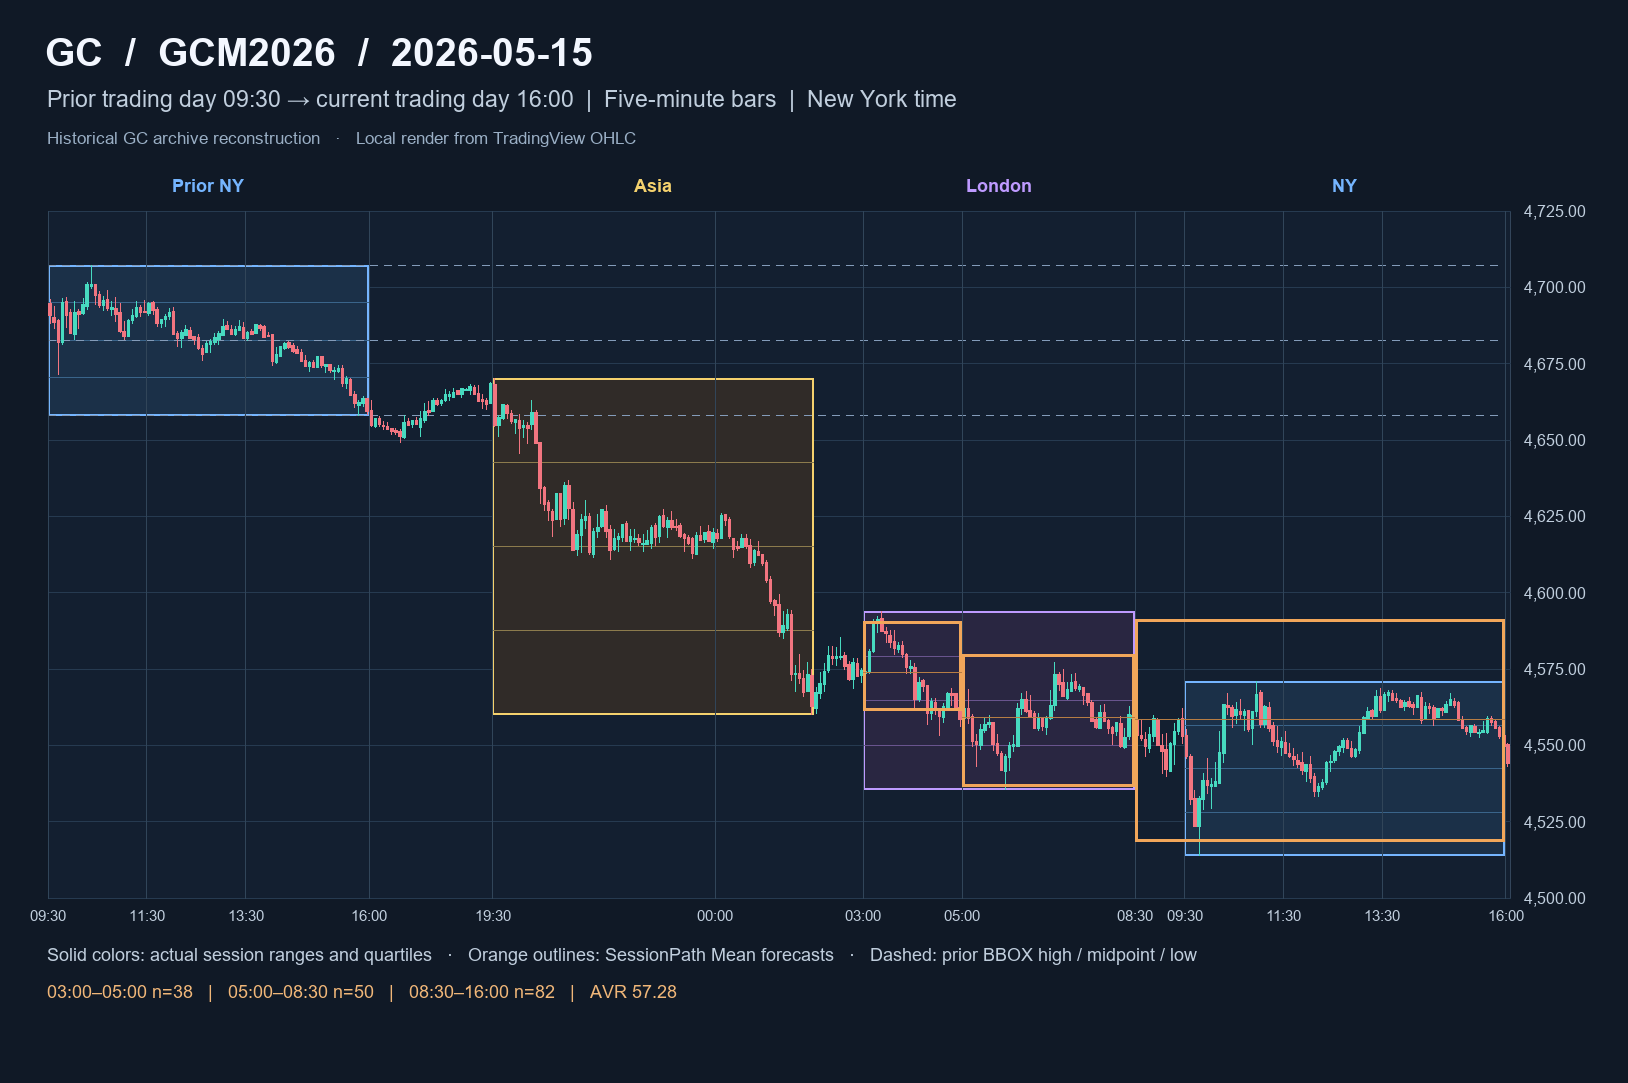 GC / GCM2026 / 2026-05-15
Prior trading day 09:30 → current trading day 16:00 | Five-minute bars | New York time
Historical GC archive reconstruction · Local render from TradingView OHLC
Prior NY Asia London NY
4,725.00
4,700.00
4,675.00
4,650.00
4,625.00
4,600.00
4,575.00
4,550.00
4,525.00
4,500.00
09:30 11:30 13:30 16:00 19:30 00:00 03:00 05:00 08:30 09:30 11:30 13:30 16:00
Solid colors: actual session ranges and quartiles · Orange outlines: SessionPath Mean forecasts · Dashed: prior BBOX high / midpoint / low
03:00–05:00 n=38 | 05:00–08:30 n=50 | 08:30–16:00 n=82 | AVR 57.28